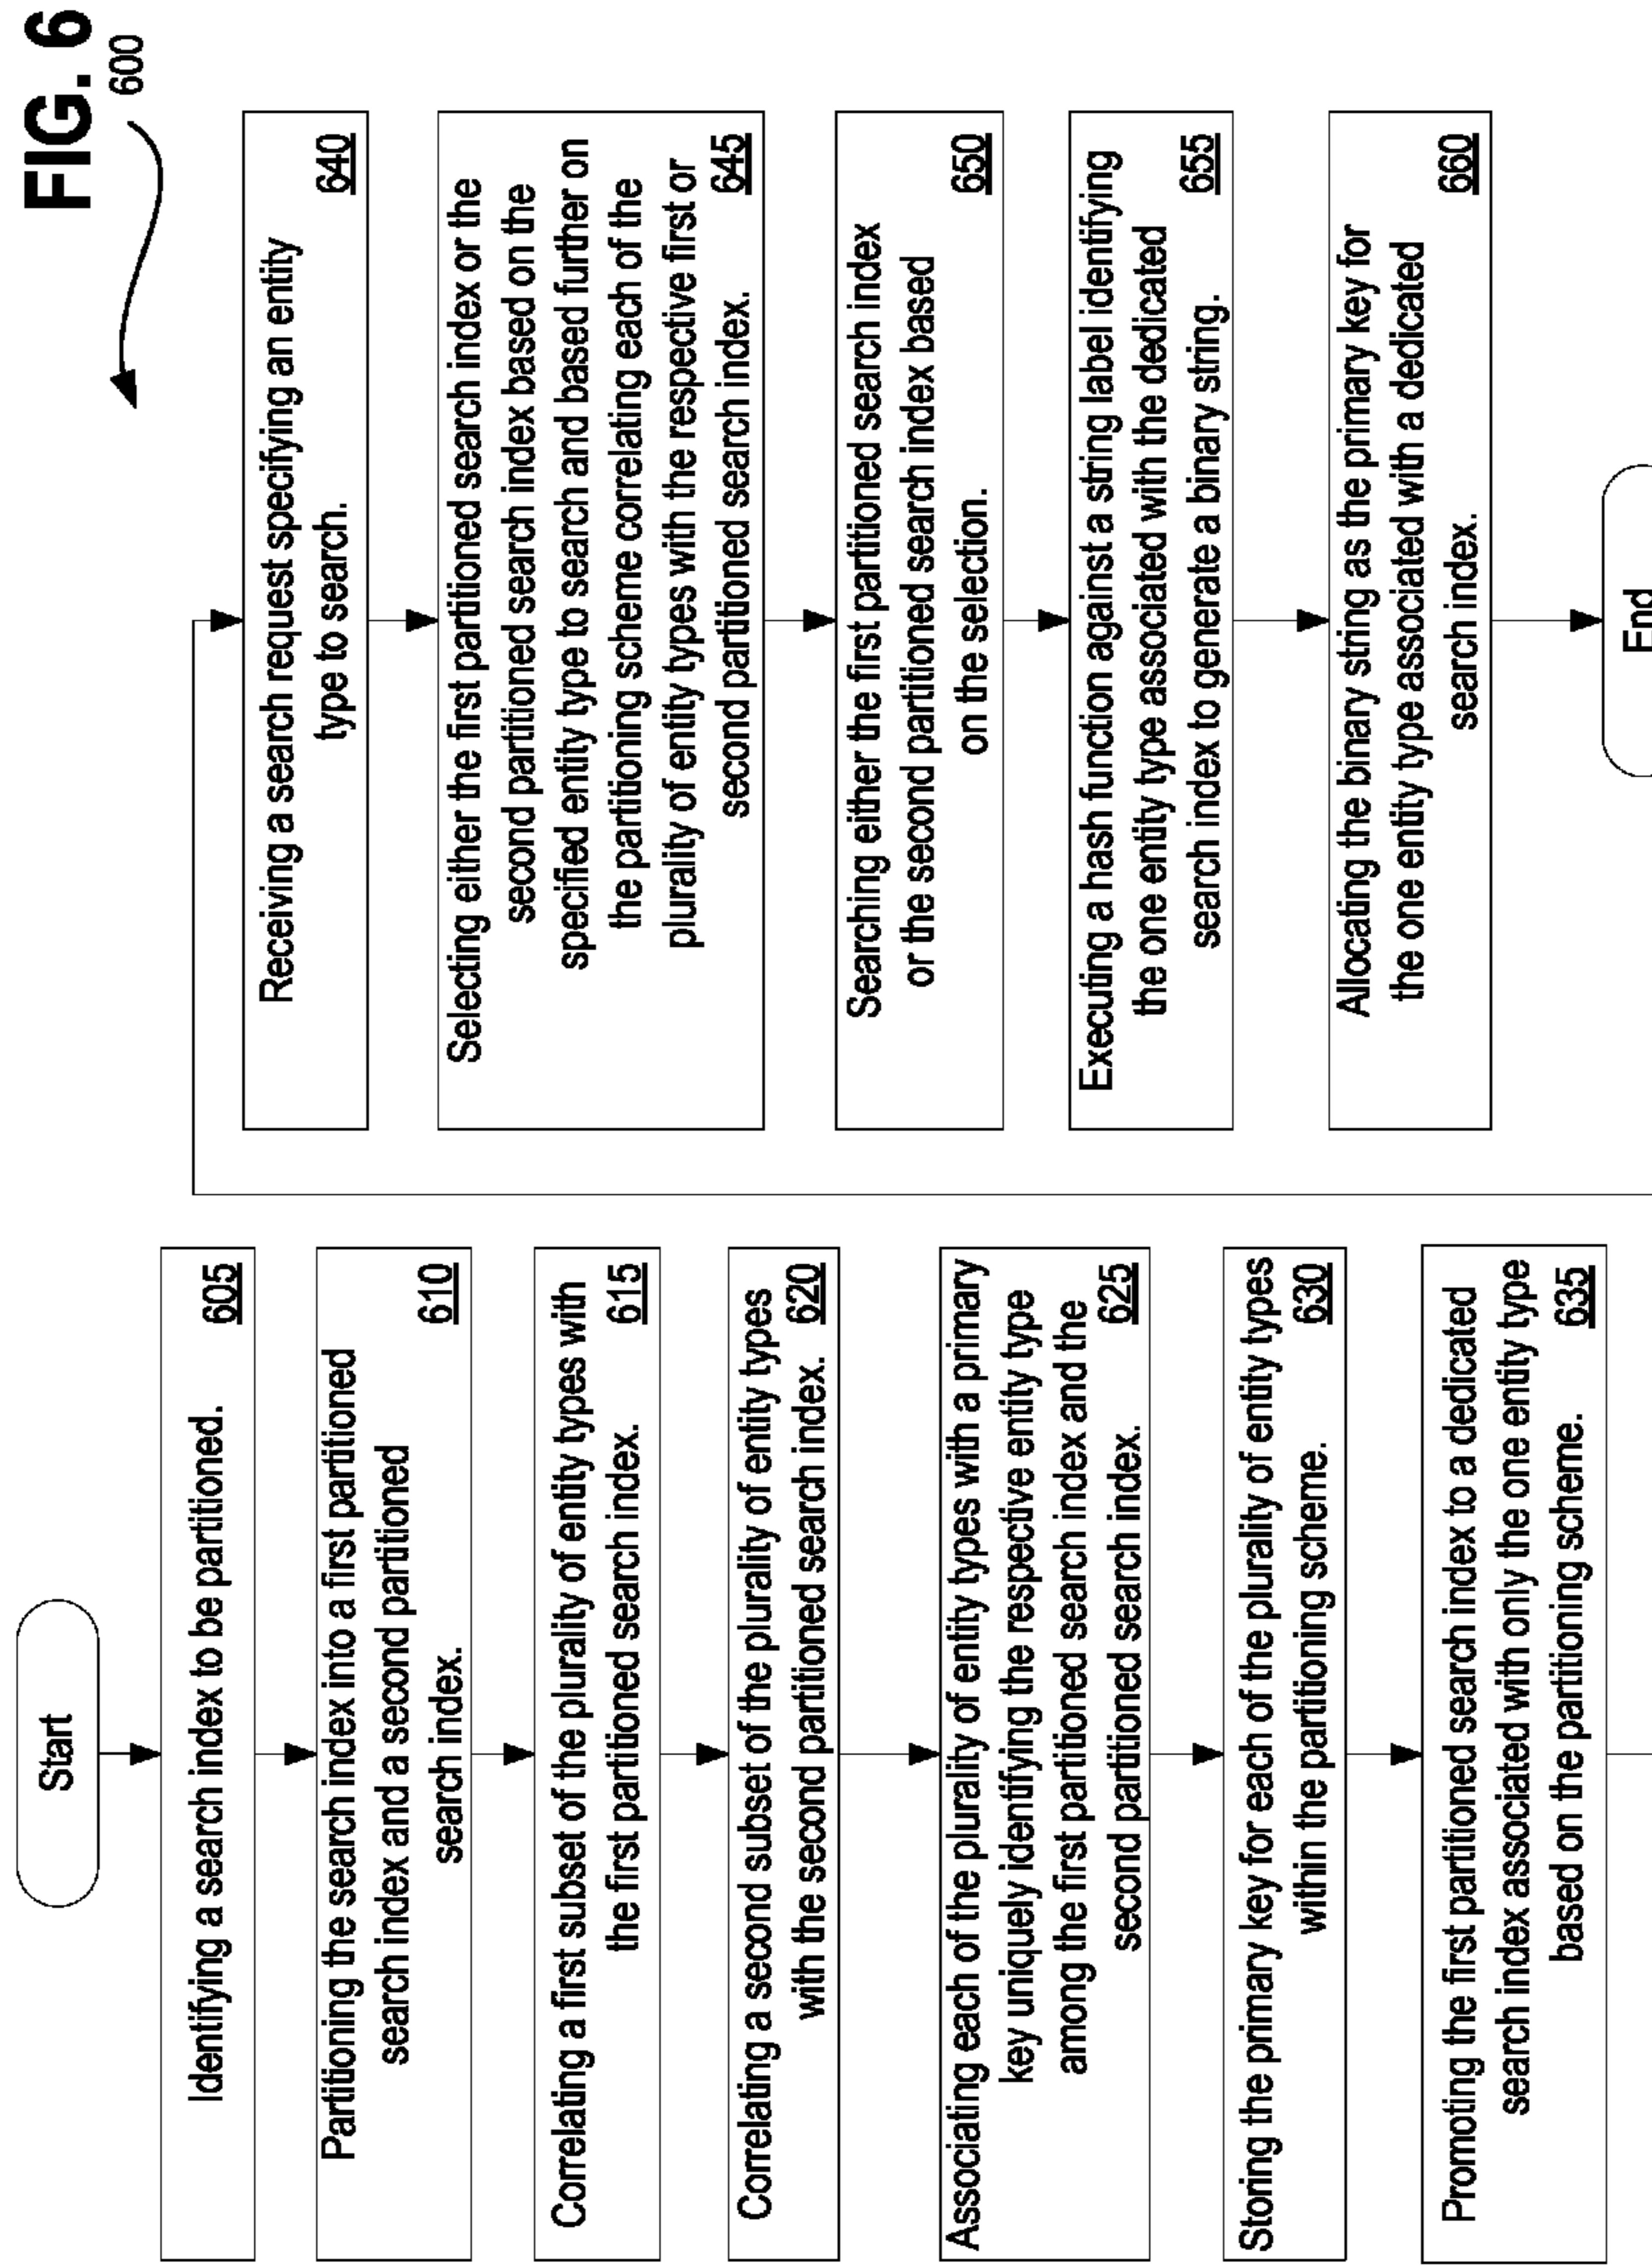 FIG. 6
600
Start
Identifying a search index to be partitioned.
605
Partitioning the search index into a first partitioned
search index and a second partitioned
search index.
610
Correlating a first subset of the plurality of entity types with
the first partitioned search index.
615
Correlating a second subset of the plurality of entity types
with the second partitioned search index.
620
Associating each of the plurality of entity types with a primary
key uniquely identifying the respective entity type
among the first partitioned search index and the
second partitioned search index.
625
Storing the primary key for each of the plurality of entity types
within the partitioning scheme.
630
Promoting the first partitioned search index to a dedicated
search index associated with only the one entity type
based on the partitioning scheme.
635
Receiving a search request specifying an entity
type to search.
640
Selecting either the first partitioned search index or the
second partitioned search index based on the
specified entity type to search and based further on
the partitioning scheme correlating each of the
plurality of entity types with the respective first or
second partitioned search index.
645
Searching either the first partitioned search index
or the second partitioned search index based
on the selection.
650
Executing a hash function against a string label identifying
the one entity type associated with the dedicated
search index to generate a binary string.
655
Allocating the binary string as the primary key for
the one entity type associated with a dedicated
search index.
660
End